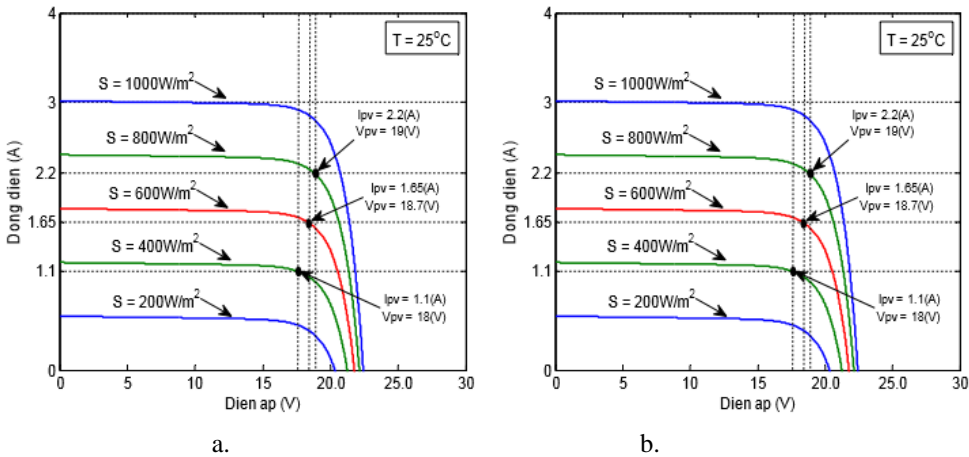 4
T = 25°C
S = 1000W/m²
3
Ipv = 2.2(A)
Vpv = 19(V)
S = 800W/m²
2.2
Ipv = 1.65(A)
Vpv = 18.7(V)
S = 600W/m²
1.65
S = 400W/m²
1.1
Ipv = 1.1(A)
Vpv = 18(V)
S = 200W/m²
0
0 5 10 15 20.0 25.0 30
Dong dien (A)
Dien ap (V)
a.
4
T = 25°C
S = 1000W/m²
3
Ipv = 2.2(A)
Vpv = 19(V)
S = 800W/m²
2.2
Ipv = 1.65(A)
Vpv = 18.7(V)
S = 600W/m²
1.65
S = 400W/m²
1.1
Ipv = 1.1(A)
Vpv = 18(V)
S = 200W/m²
0
0 5 10 15 20.0 25.0 30
Dong dien (A)
Dien ap (V)
b.